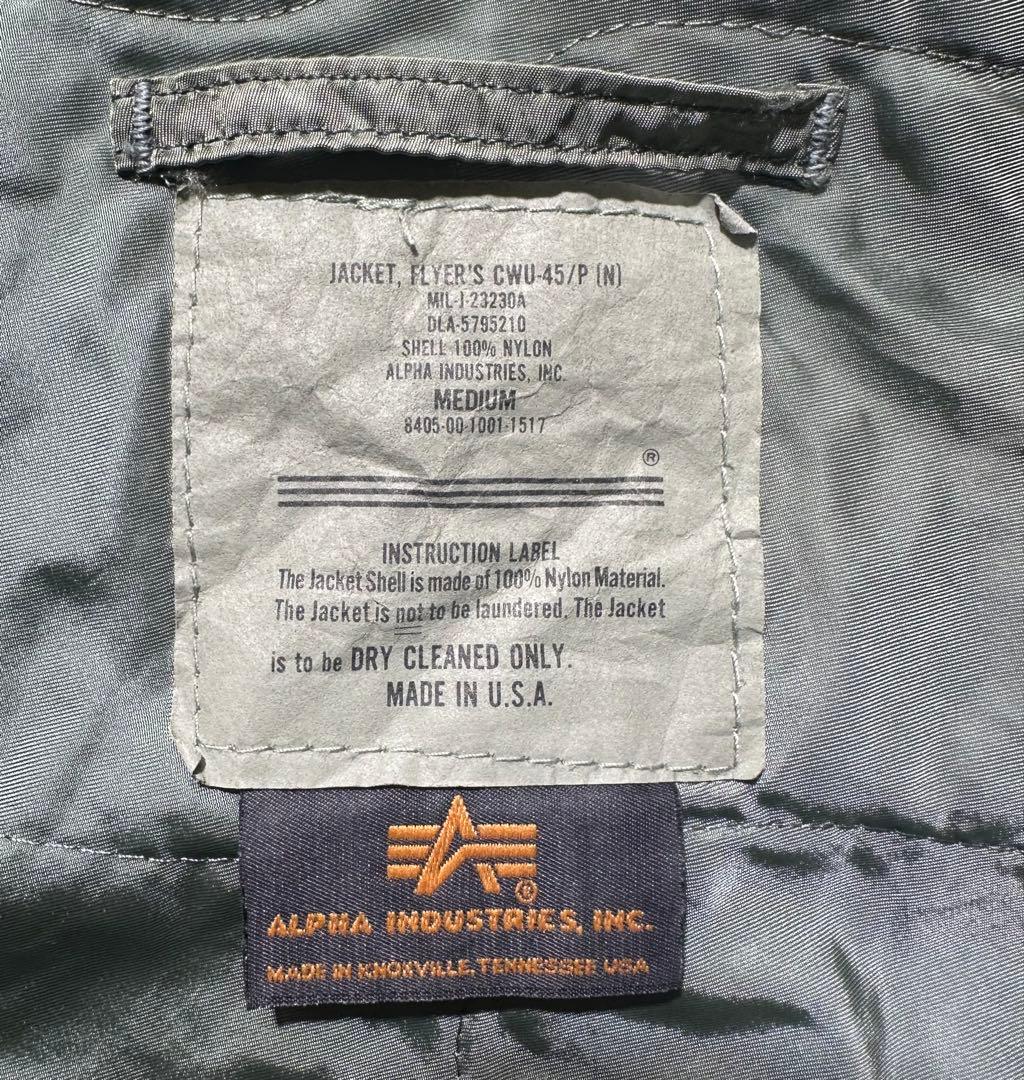 JACKET, FLYER'S CWU-45/P (N)
MIL-J-23230A
DLA-5795210
SHELL 100% NYLON
ALPHA INDUSTRIES, INC.
MEDIUM
8405-00-1001-1517
®
INSTRUCTION LABEL
The Jacket Shell is made of 100% Nylon Material.
The Jacket is not to be laundered. The Jacket
is to be DRY CLEANED ONLY.
MADE IN U.S.A.
®
ALPHA INDUSTRIES, INC.
MADE IN KNOXVILLE, TENNESSEE USA